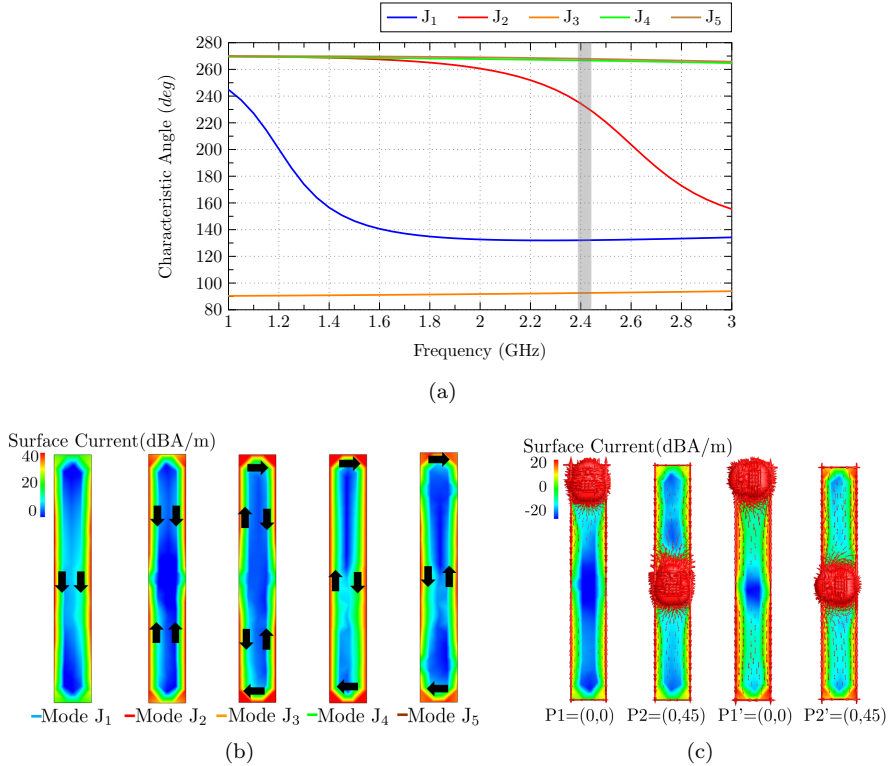 J₁ J₂ J₃ J₄ J₅
280
260
240
220
200
180
160
140
120
100
80
Characteristic Angle (deg)
1 1.2 1.4 1.6 1.8 2 2.2 2.4 2.6 2.8 3
Frequency (GHz)
(a)
Surface Current(dBA/m)
40
20
0
Mode J₁ Mode J₂ Mode J₃ Mode J₄ Mode J₅
(b)
Surface Current(dBA/m)
20
0
-20
P1=(0,0) P2=(0,45) P1'=(0,0) P2'=(0,45)
(c)